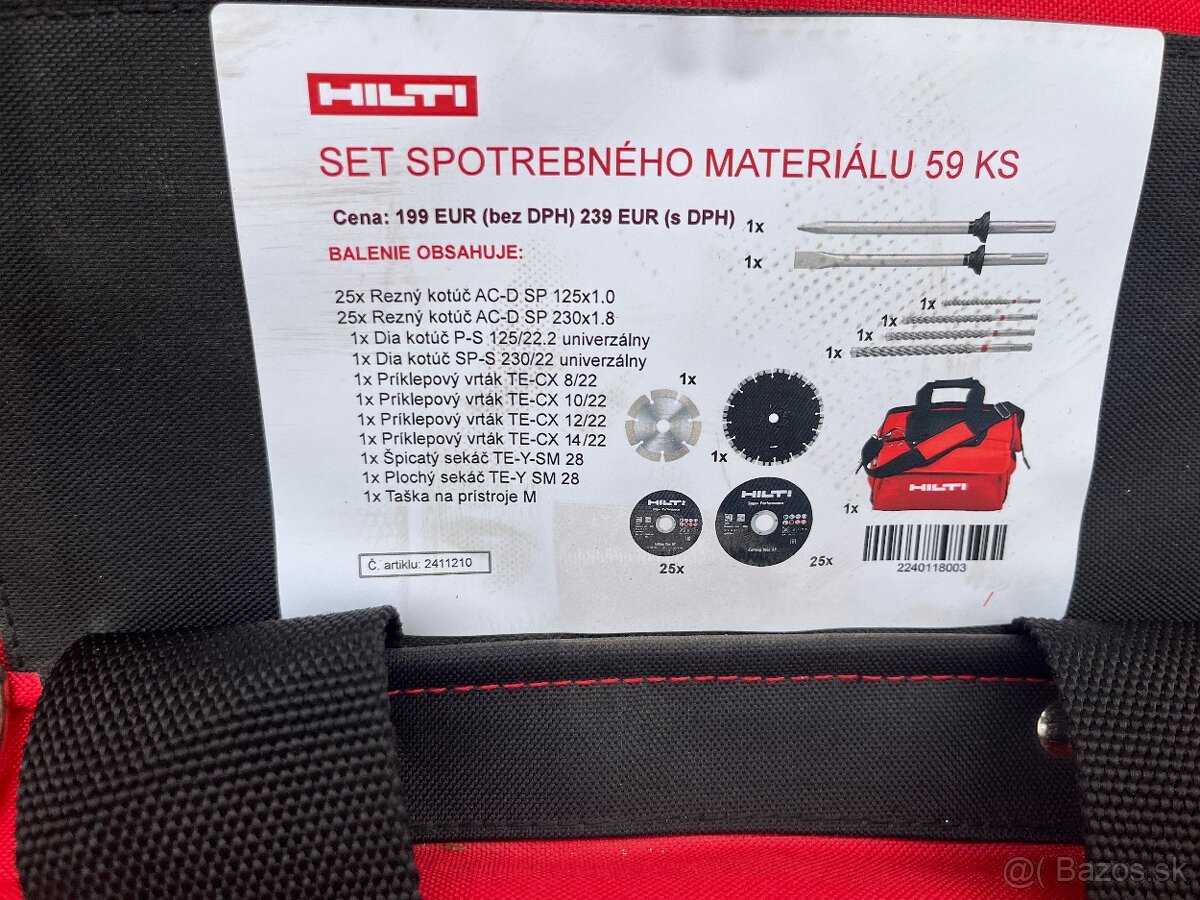 HILTI
SET SPOTREBNÉHO MATERIÁLU 59 KS
Cena: 199 EUR (bez DPH) 239 EUR (s DPH)
1x
BALENIE OBSAHUJE:
1x
25x Rezný kotúč AC-D SP 125x1.0
1x
25x Rezný kotúč AC-D SP 230x1.8
1x
1x Dia kotúč P-S 125/22.2 univerzálny
1x
1x Dia kotúč SP-S 230/22 univerzálny
1x
1x Príklepový vrták TE-CX 8/22
1x
1x Príklepový vrták TE-CX 10/22
1x Príklepový vrták TE-CX 12/22
1x Príklepový vrták TE-CX 14/22
1x
1x Špicatý sekáč TE-Y-SM 28
1x Plochý sekáč TE-Y SM 28
1x Taška na prístroje M
HILTI
HILTI
Super Performance
Cutting disc SP
HILTI
1x
25x
25x
Č. artiklu: 2411210
2240118003
@( Bazos.sk